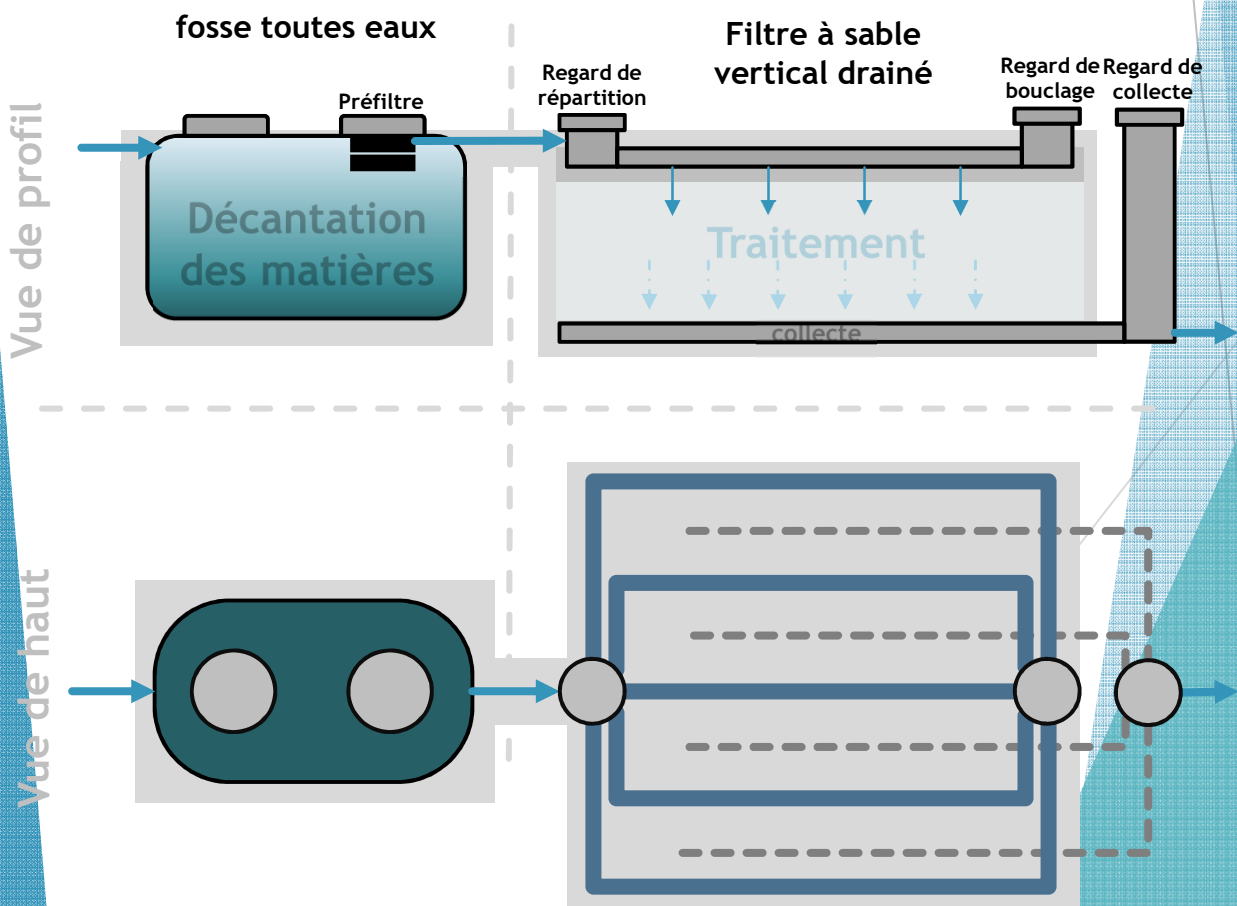 fosse toutes eaux
Filtre à sable
vertical drainé
Regard de
répartition
Regard de
bouclage
Regard de
collecte
Préfiltre
Vue de profil
Décantation
des matières
Traitement
collecte
Vue de haut